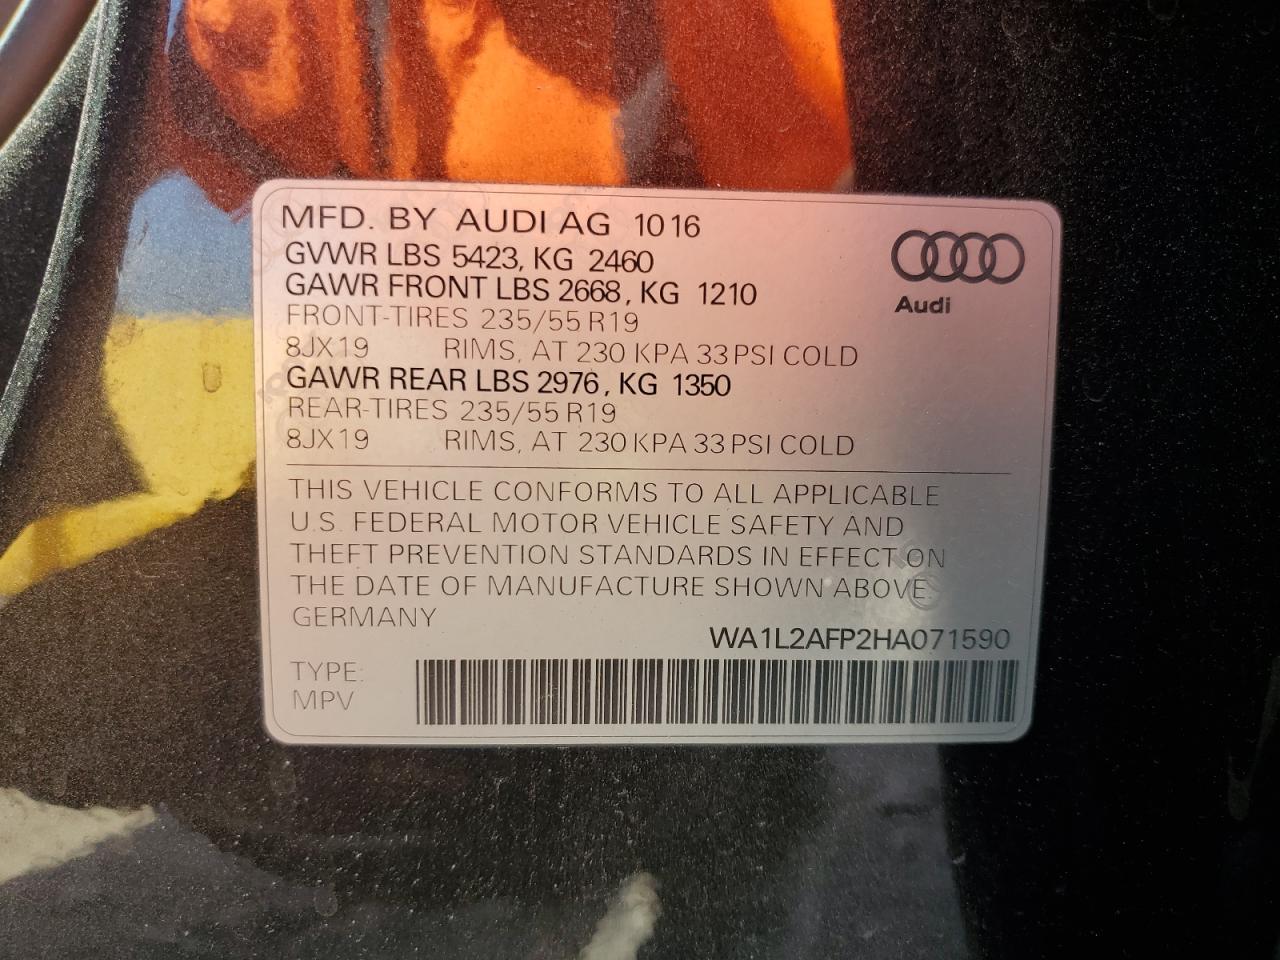 MFD. BY AUDI AG 10 16
GVWR LBS 5423, KG 2460
GAWR FRONT LBS 2668, KG 1210
FRONT-TIRES 235/55 R19
8JX19 RIMS, AT 230 KPA 33 PSI COLD
GAWR REAR LBS 2976, KG 1350
REAR-TIRES 235/55 R19
8JX19 RIMS, AT 230 KPA 33 PSI COLD
Audi
THIS VEHICLE CONFORMS TO ALL APPLICABLE
U.S. FEDERAL MOTOR VEHICLE SAFETY AND
THEFT PREVENTION STANDARDS IN EFFECT ON
THE DATE OF MANUFACTURE SHOWN ABOVE.
GERMANY
WA1L2AFP2HA071590
TYPE:
MPV